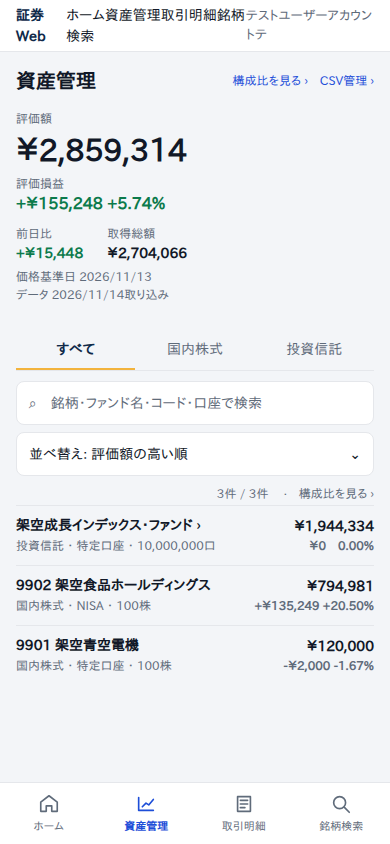 証券Web
ホーム資産管理取引明細銘柄検索
テストユーザーアカウント
資産管理
構成比を見る › CSV管理 ›
評価額
¥2,859,314
評価損益
+¥155,248 +5.74%
前日比 取得総額
+¥15,448 ¥2,704,066
価格基準日 2026/11/13
データ 2026/11/14取り込み
すべて 国内株式 投資信託
銘柄・ファンド名・コード・口座で検索
並べ替え: 評価額の高い順
3件 / 3件 · 構成比を見る ›
架空成長インデックス・ファンド › ¥1,944,334
投資信託・特定口座・10,000,000口 ¥0 0.00%
9902 架空食品ホールディングス ¥794,981
国内株式・NISA・100株 +¥135,249 +20.50%
9901 架空青空電機 ¥120,000
国内株式・特定口座・100株 -¥2,000 -1.67%
ホーム 資産管理 取引明細 銘柄検索